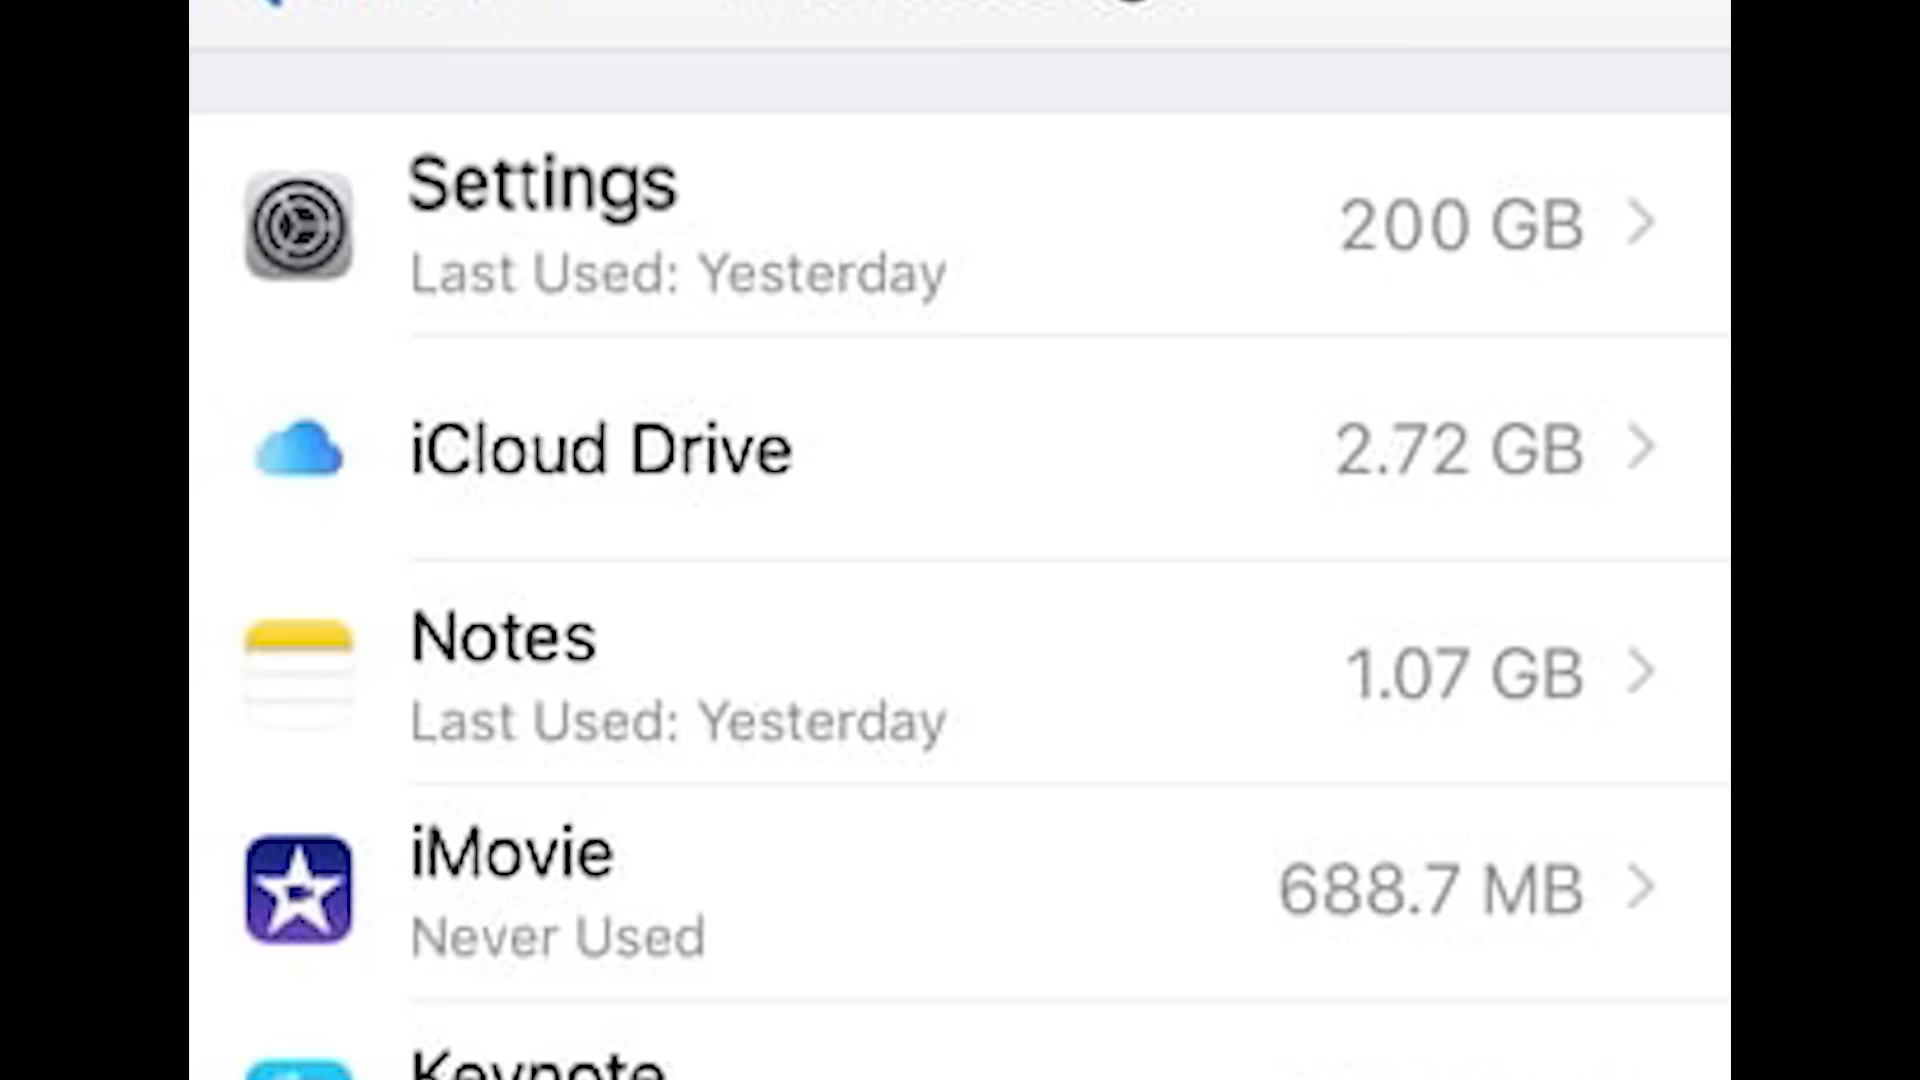 Settings
200 GB
Last Used: Yesterday
iCloud Drive
2.72 GB
Notes
1.07 GB
Last Used: Yesterday
iMovie
688.7 MB
Never Used
Keynote